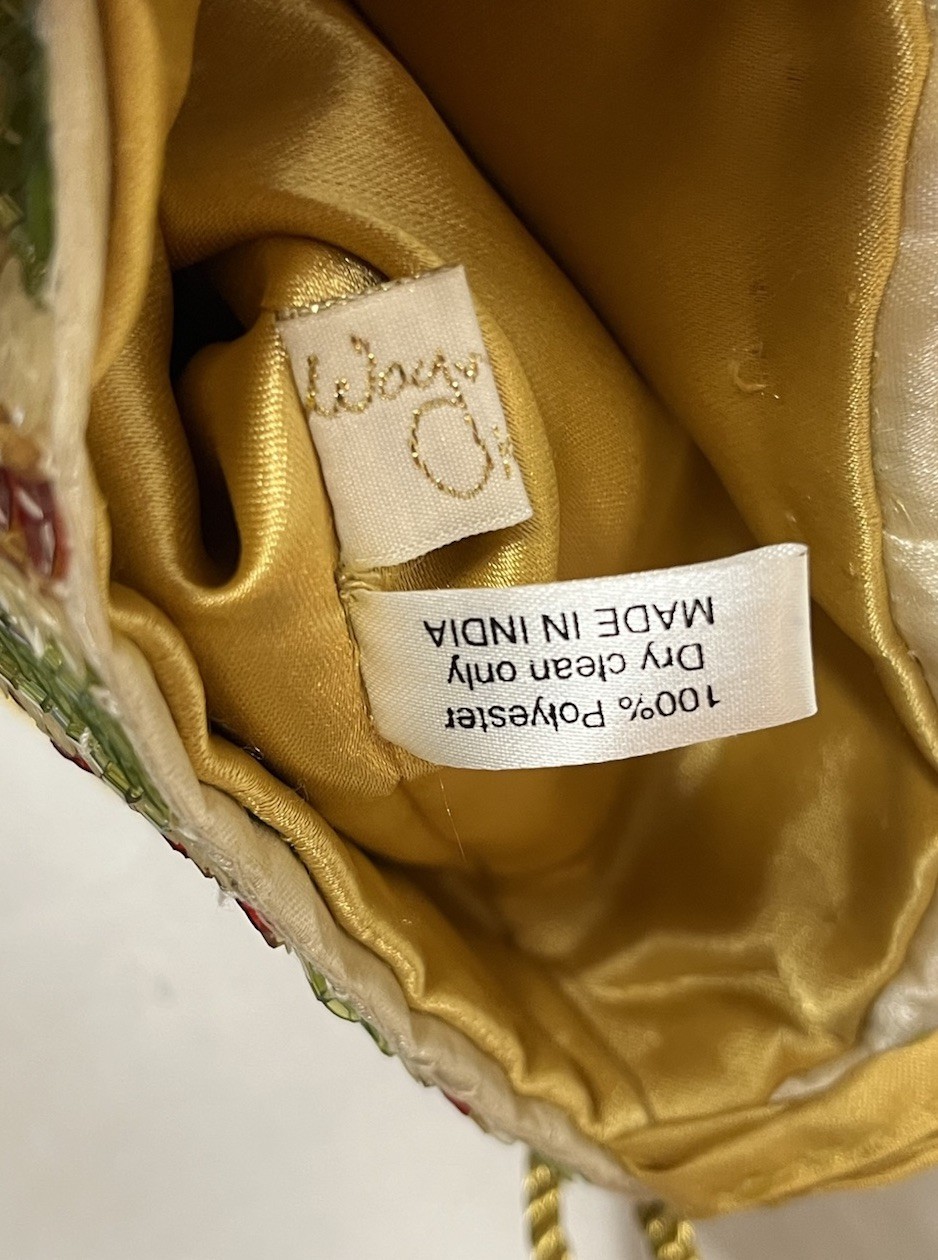 100% Polyester
Dry clean only
MADE IN INDIA